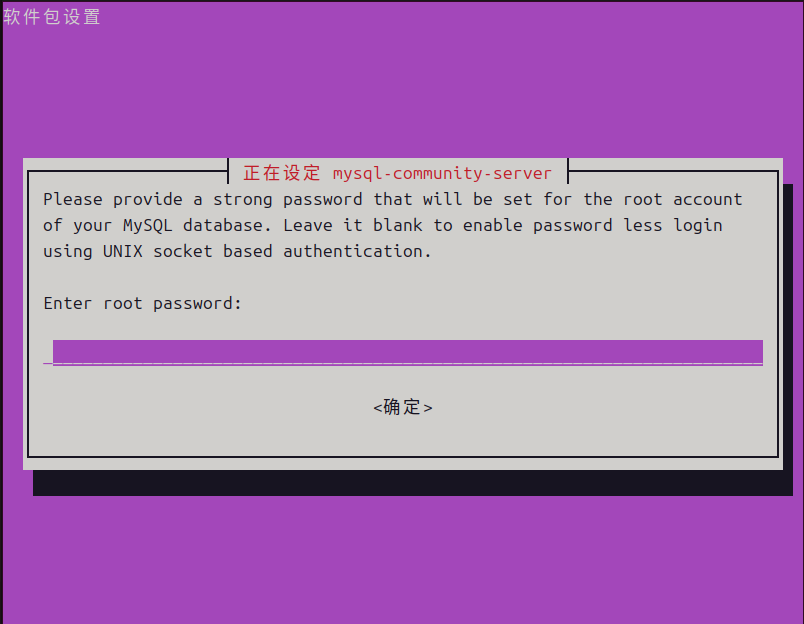 软件包设置
正在设定 mysql-community-server
Please provide a strong password that will be set for the root account
of your MySQL database. Leave it blank to enable password less login
using UNIX socket based authentication.
Enter root password:
<确定>